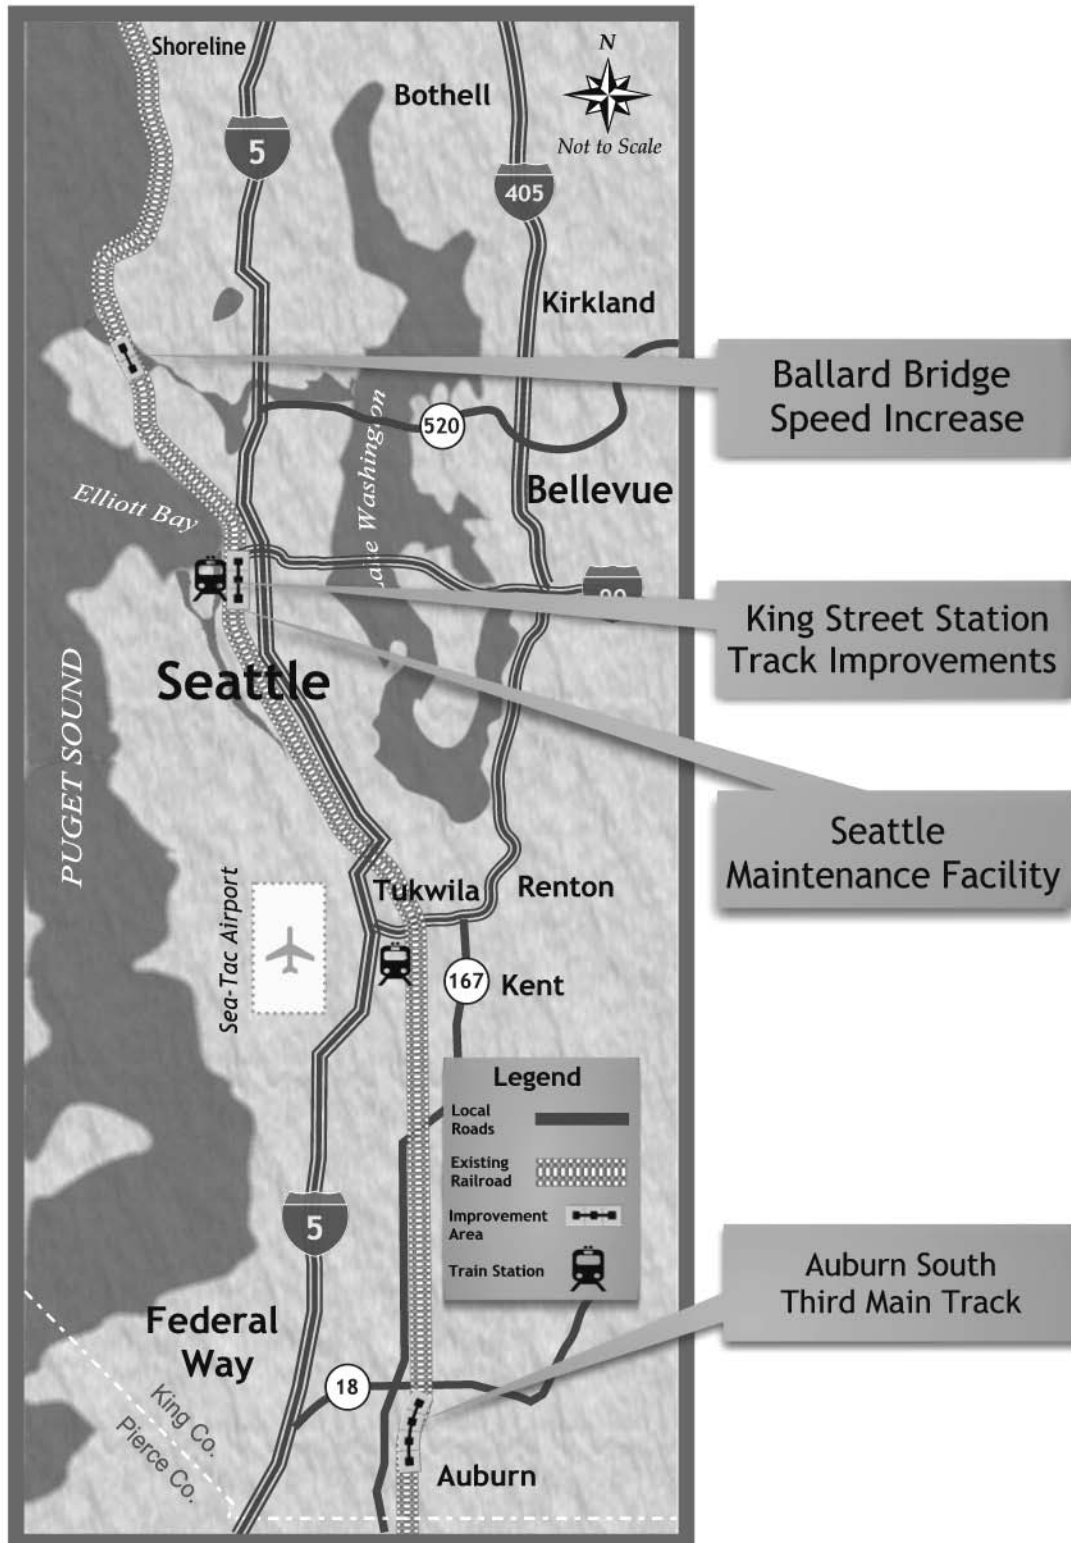 Shoreline
N
Not to Scale
Bothell
5
405
Kirkland
Ballard Bridge
Speed Increase
520
Lake Washington
Bellevue
Elliott Bay
King Street Station
Track Improvements
Seattle
PUGET SOUND
Seattle
Maintenance Facility
Tukwila
Renton
Sea-Tac Airport
167
Kent
Legend
Local
Roads
Existing
Railroad
Improvement
Area
Train Station
5
Auburn South
Third Main Track
Federal
Way
18
King Co.
Pierce Co.
Auburn